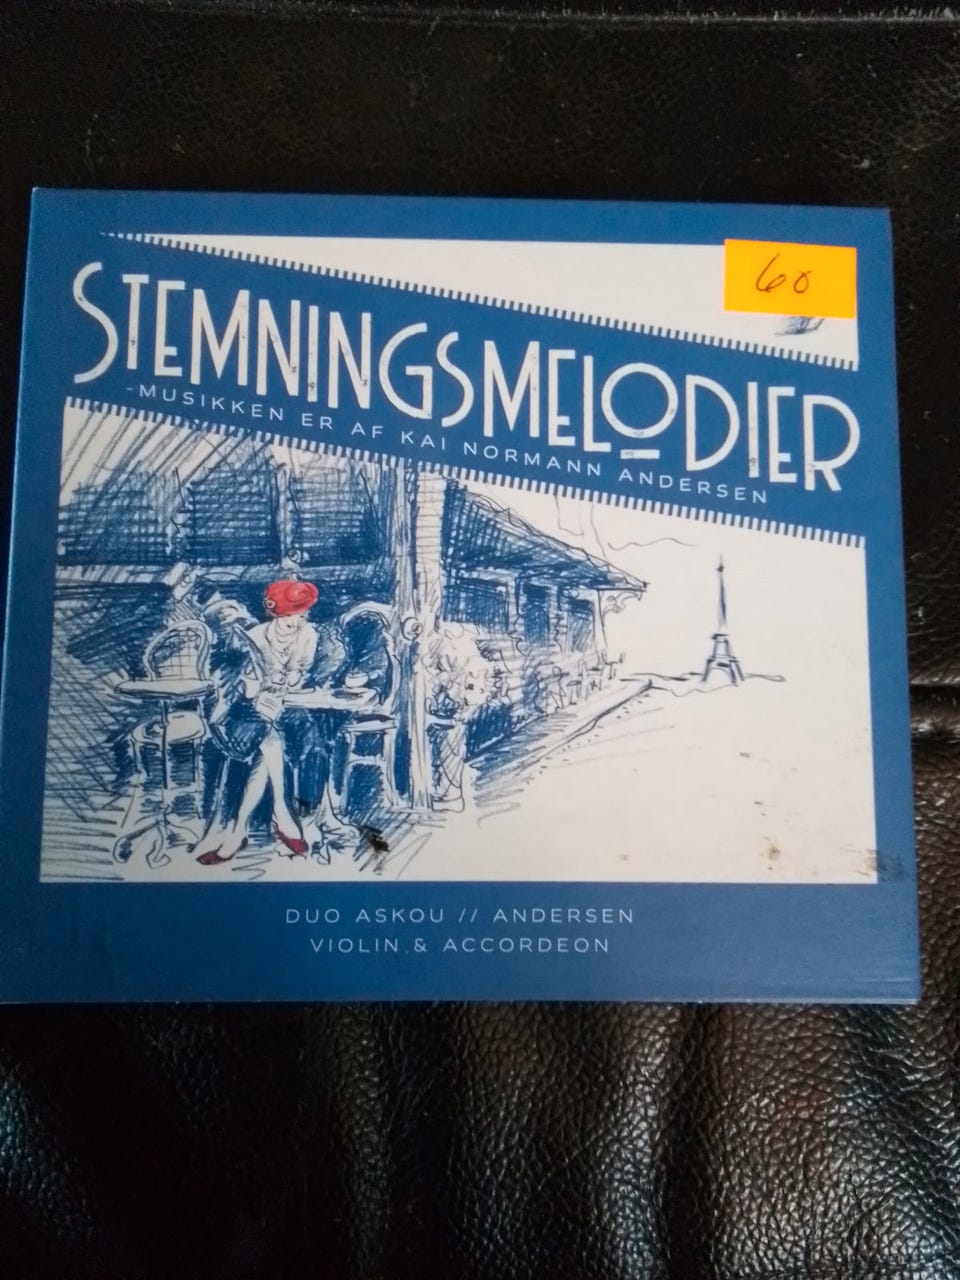 60
STEMNINGSMELODIER
-MUSIKKEN ER AF KAI NORMANN ANDERSEN
DUO ASKOU // ANDERSEN
VIOLIN & ACCORDEON